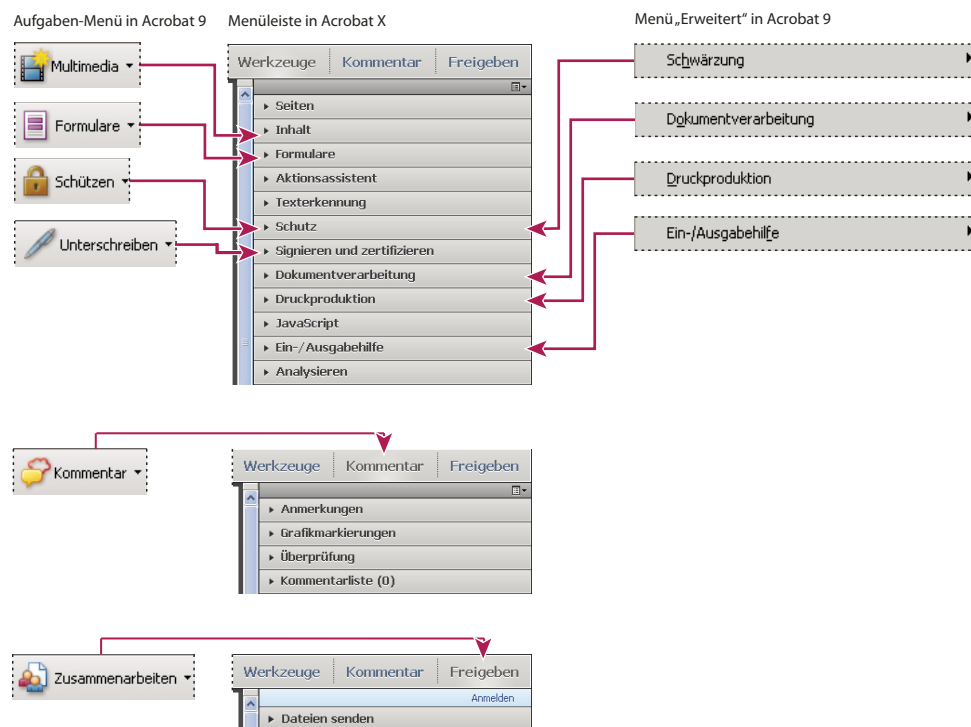 Aufgaben-Menü in Acrobat 9
Menüleiste in Acrobat X
Menü „Erweitert“ in Acrobat 9
Multimedia
Formulare
Schützen
Unterschreiben
Werkzeuge Kommentar Freigeben
Seiten
Inhalt
Formulare
Aktionsassistent
Texterkennung
Schutz
Signieren und zertifizieren
Dokumentverarbeitung
Druckproduktion
JavaScript
Ein-/Ausgabehilfe
Analysieren
Schwärzung
Dokumentverarbeitung
Druckproduktion
Ein-/Ausgabehilfe
Kommentar
Werkzeuge Kommentar Freigeben
Anmerkungen
Grafikmarkierungen
Überprüfung
Kommentarliste (0)
Zusammenarbeiten
Werkzeuge Kommentar Freigeben
Anmelden
Dateien senden